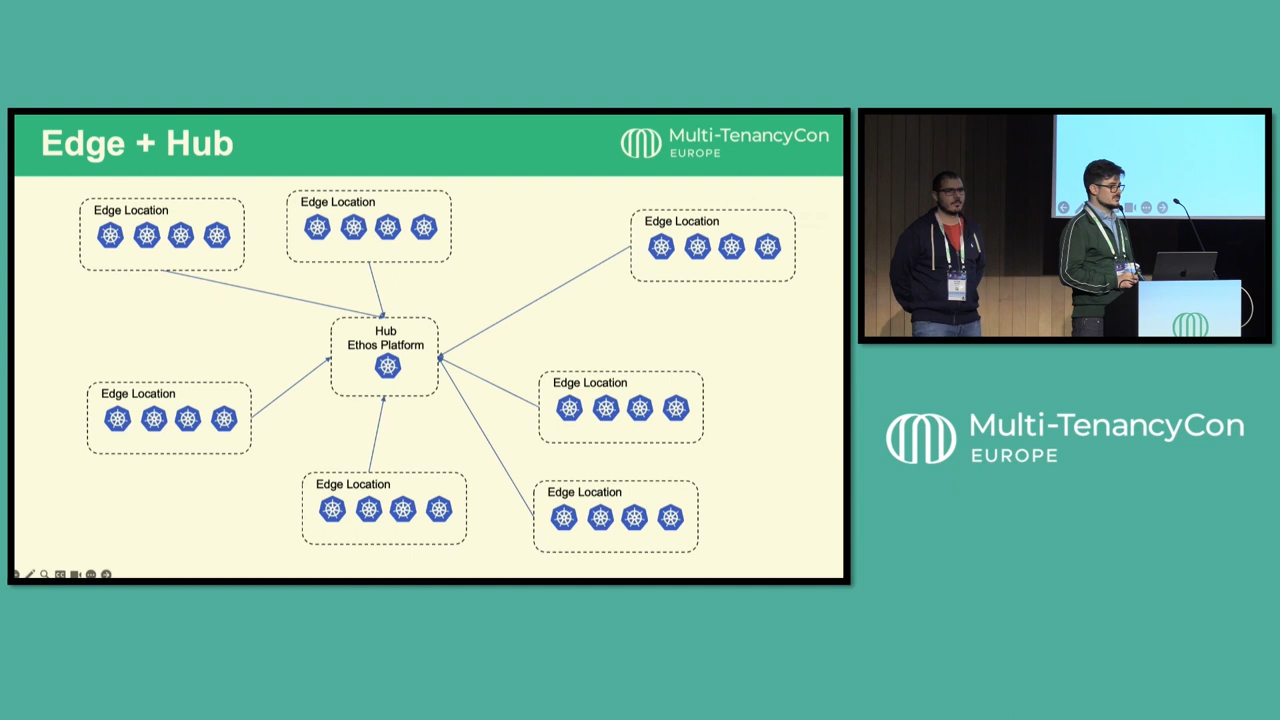 Edge + Hub
Multi-TenancyCon
EUROPE
Edge Location
Edge Location
Edge Location
Hub
Ethos Platform
Edge Location
Edge Location
Edge Location
Edge Location
Multi-TenancyCon
EUROPE